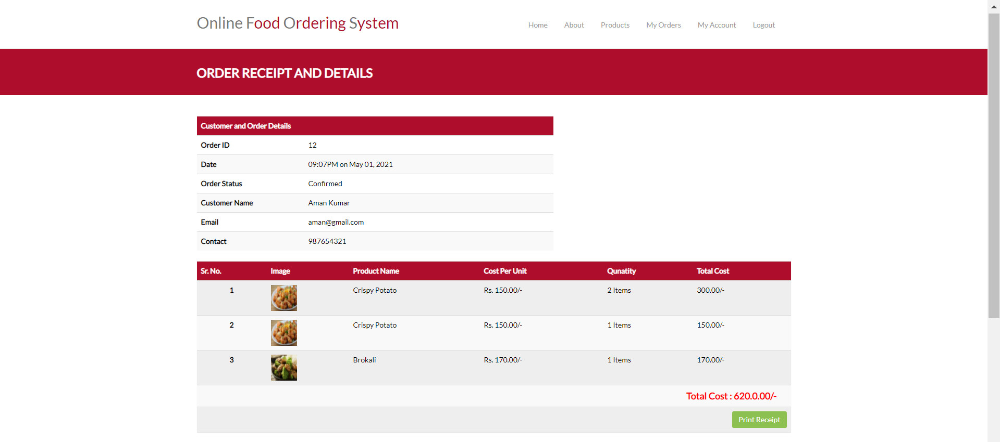 Online Food Ordering System
Home About Products My Orders My Account Logout
ORDER RECEIPT AND DETAILS
Customer and Order Details
Order ID 12
Date 09:07PM on May 01, 2021
Order Status Confirmed
Customer Name Aman Kumar
Email aman@gmail.com
Contact 987654321
Sr. No. Image Product Name Cost Per Unit Qunatity Total Cost
1 Crispy Potato Rs. 150.00/- 2 Items 300.00/-
2 Crispy Potato Rs. 150.00/- 1 Items 150.00/-
3 Brokali Rs. 170.00/- 1 Items 170.00/-
Total Cost : 620.0.00/-
Print Receipt